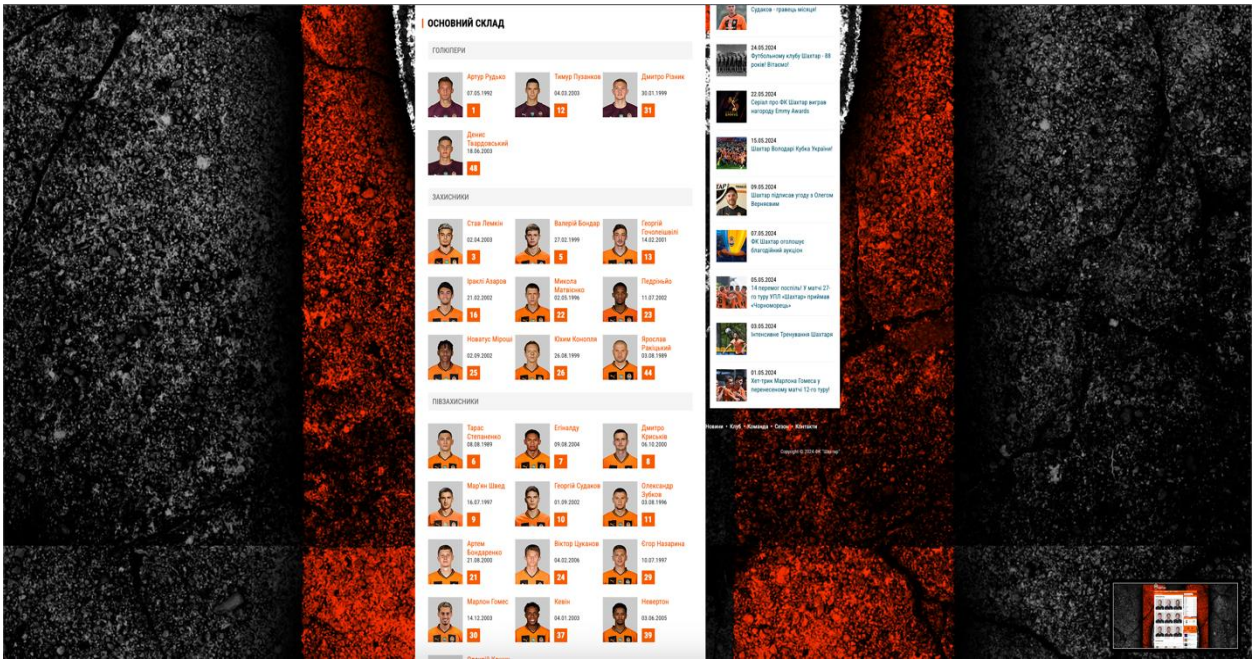 ОСНОВНИЙ СКЛАД
ГОЛКІПЕРИ
Артур Рудько
07.05.1992
1
Тимур Пузанков
04.03.2003
12
Дмитро Різник
30.01.1999
31
Денис
Твардовський
18.06.2003
48
ЗАХИСНИКИ
Став Лемкін
02.04.2003
3
Валерій Бондар
27.02.1999
5
Георгій
Гочолеішвілі
14.02.2001
13
Іраклі Азаров
21.02.2002
16
Микола
Матвієнко
02.05.1996
22
Педріньйо
11.07.2002
23
Новатус Міроші
02.09.2002
25
Юхим Конопля
26.08.1999
26
Ярослав
Ракіцький
03.08.1989
44
ПІВЗАХИСНИКИ
Тарас
Степаненко
08.08.1989
6
Егіналду
09.08.2004
7
Дмитро
Криськів
06.10.2000
8
Мар'ян Швед
16.07.1997
9
Георгій Судаков
01.09.2002
10
Олександр
Зубков
03.08.1996
11
Артем
Бондаренко
21.08.2000
21
Віктор Цуканов
04.02.2006
24
Єгор Назарина
10.07.1997
29
Марлон Гомес
14.12.2003
30
Кевін
04.01.2003
37
Невертон
03.06.2005
39
Судаков - гравець місяця!
24.05.2024
Футбольному клубу Шахтар - 88
років! Вітаємо!
22.05.2024
Серіал про ФК Шахтар виграв
нагороду Emmy Awards
15.05.2024
Шахтар Володарі Кубка України!
09.05.2024
Шахтар підписав угоду з Олегом
Верняєвим
07.05.2024
ФК Шахтар оголошує
благодійний аукціон
05.05.2024
14 перемог поспіль! У матчі 27-
го туру УПЛ «Шахтар» приймав
«Чорноморець»
03.05.2024
Інтенсивне Тренування Шахтаря
01.05.2024
Хет-трик Марлона Гомеса у
перенесеному матчі 12-го туру!
Новини • Клуб • Команда • Сезон • Контакти
Copyright © 2024 ФК "Шахтар"